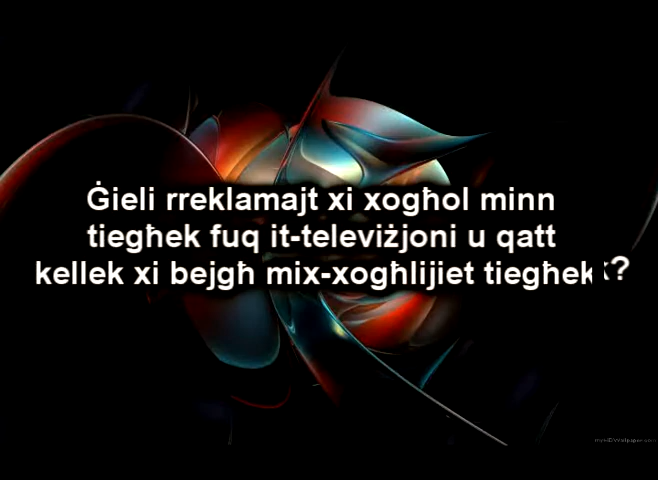 Ġieli rreklamajt xi xogħol minn
tiegħek fuq it-televiżjoni u qatt
kellek xi bejgħ mix-xogħlijiet tiegħek?